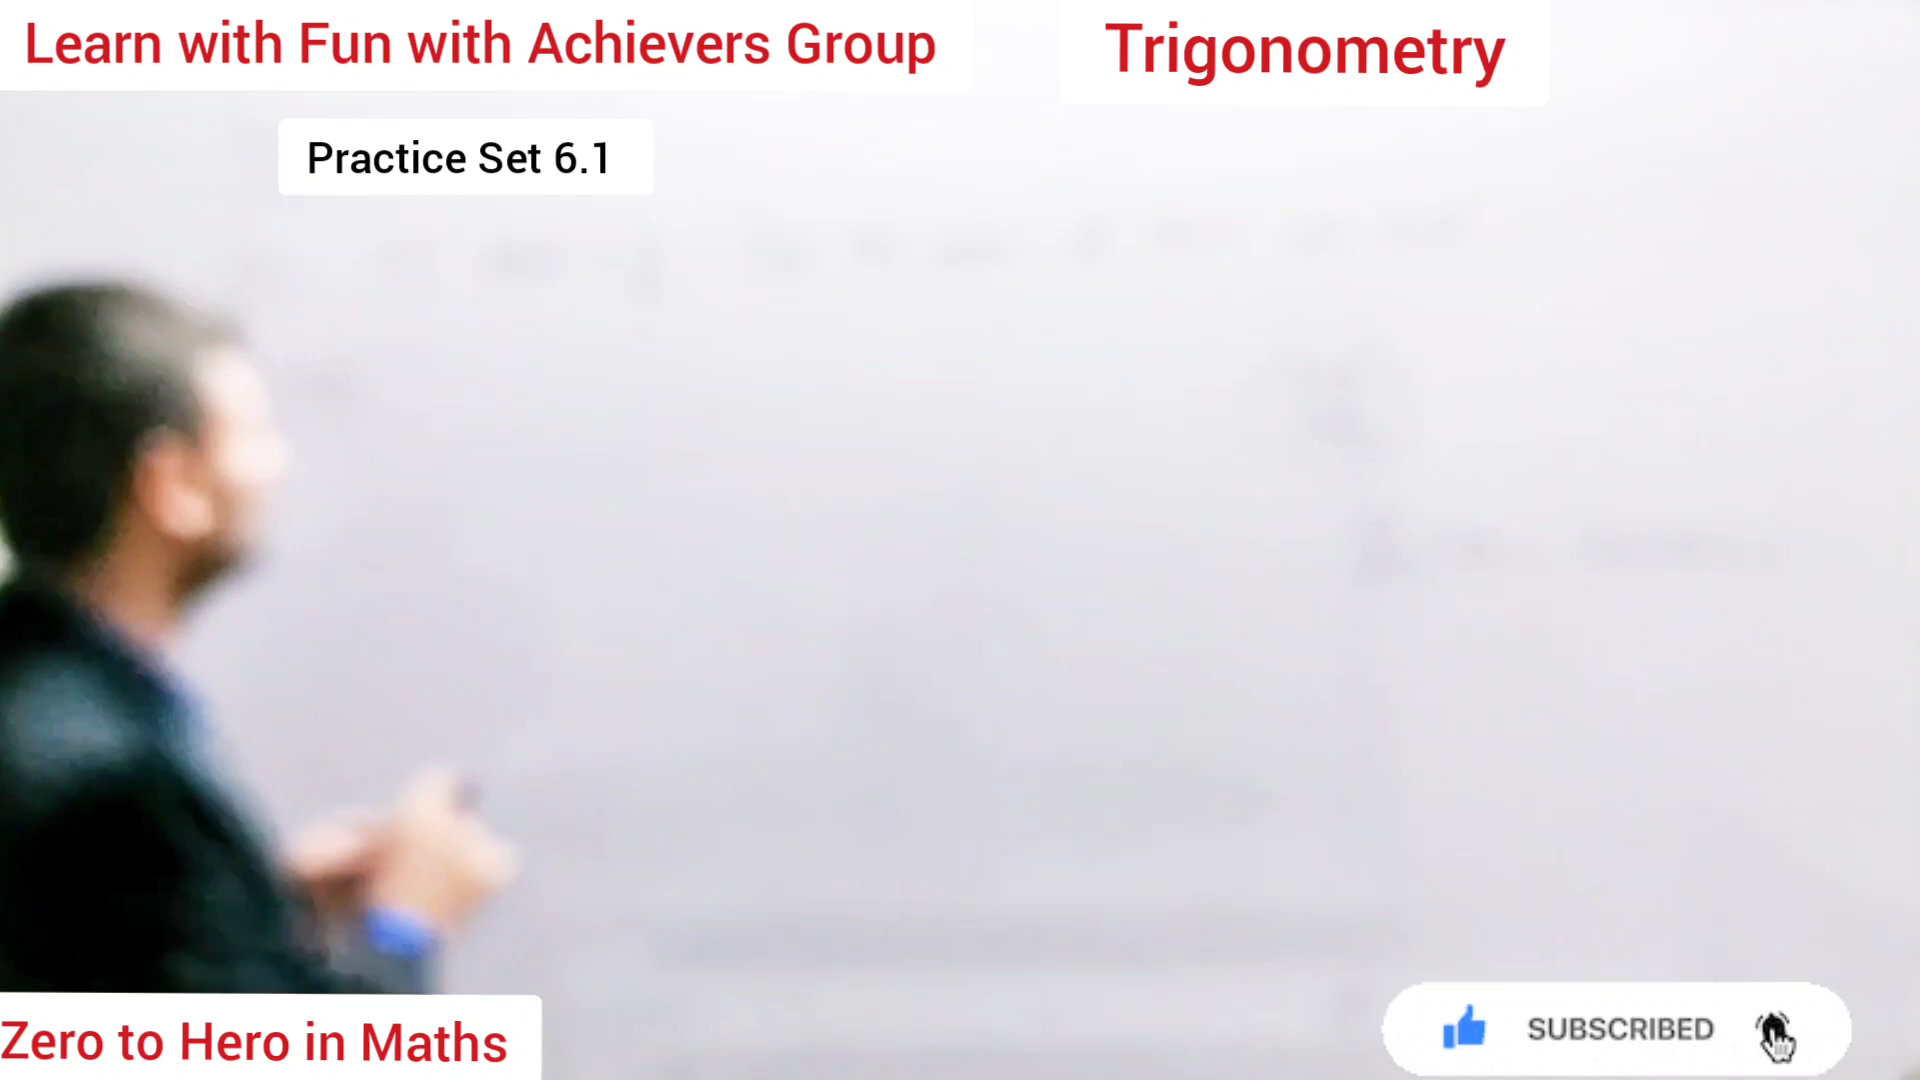 Learn with Fun with Achievers Group
Trigonometry
Practice Set 6.1
Zero to Hero in Maths
SUBSCRIBED